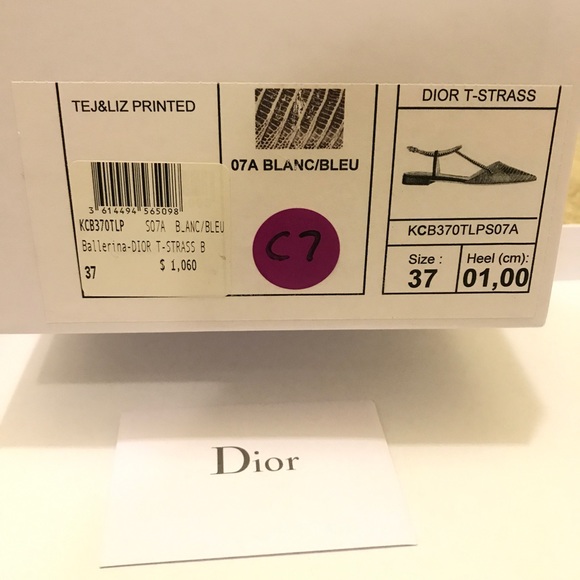 TEJ&LIZ PRINTED
3 614494 565098
KCB370TLP S07A BLANC/BLEU
Ballerina-DIOR T-STRASS B
37 $ 1,060
07A BLANC/BLEU
C7
DIOR T-STRASS
KCB370TLPS07A
Size : Heel (cm):
37 01,00
Dior